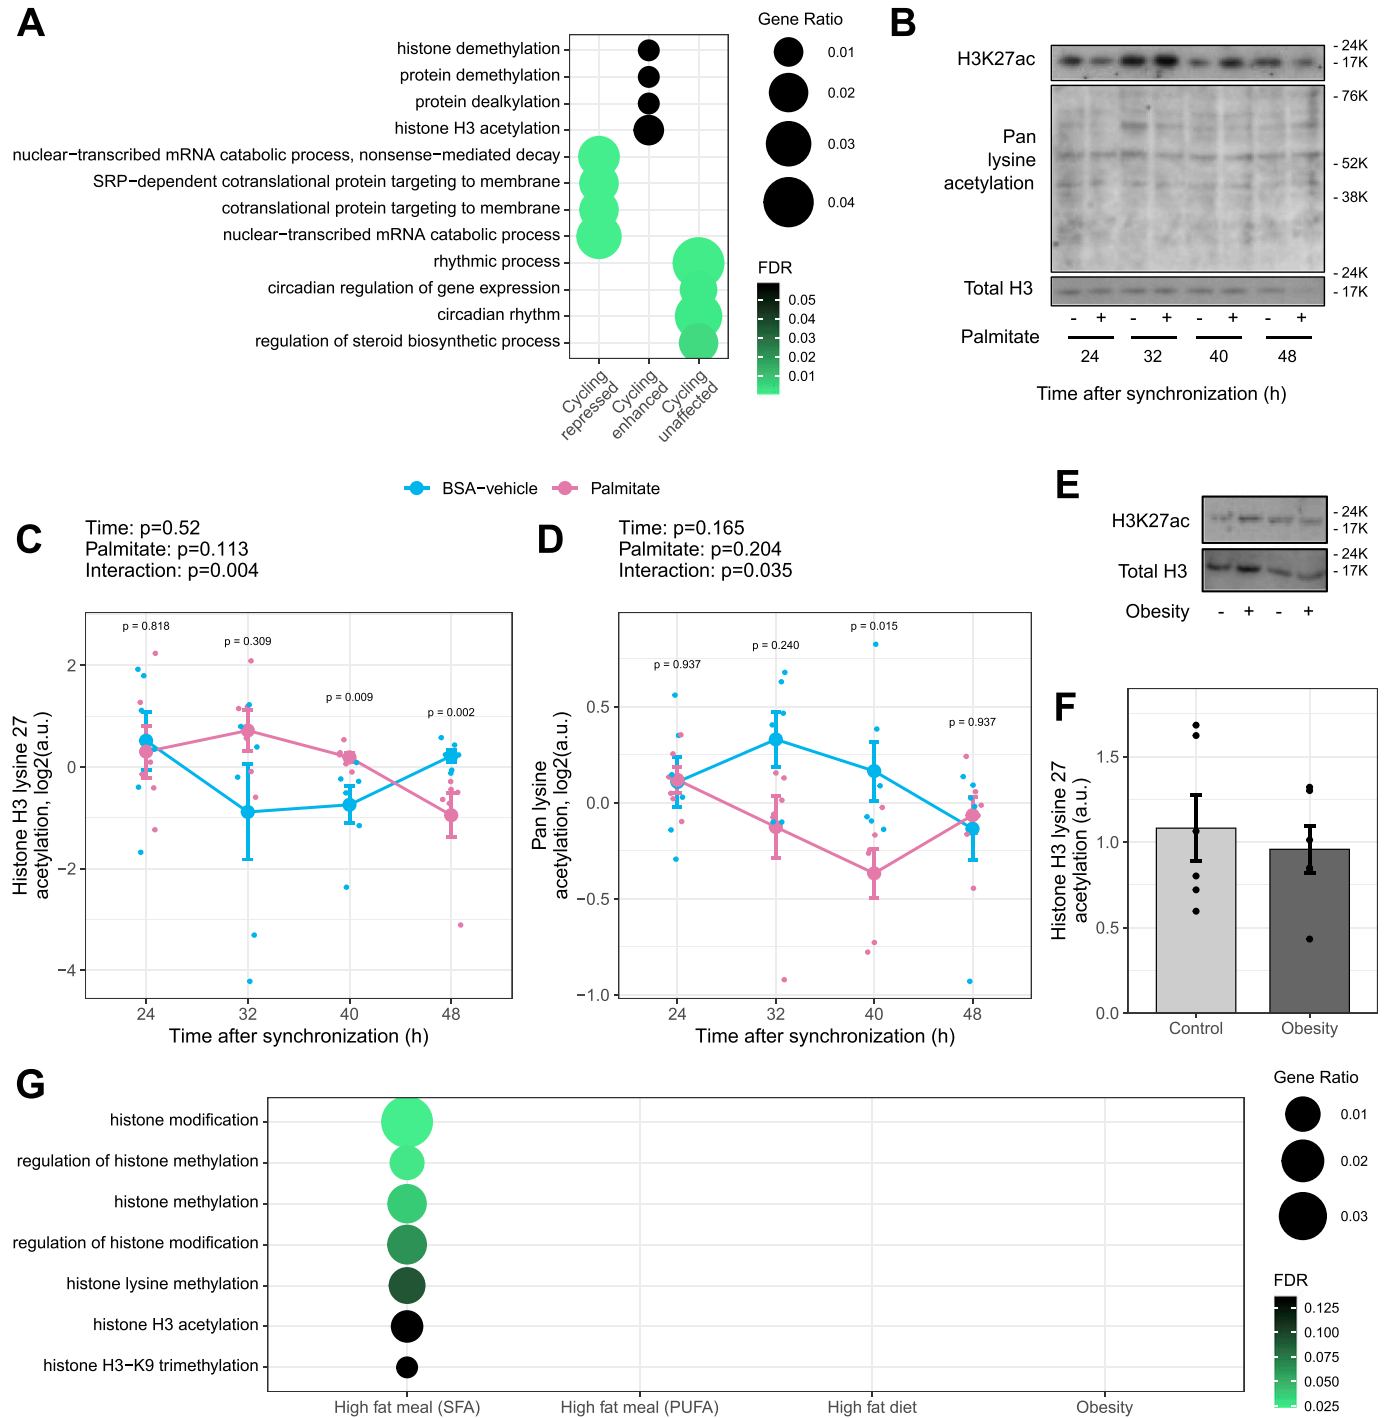 A
histone demethylation
protein demethylation
protein dealkylation
histone H3 acetylation
nuclear−transcribed mRNA catabolic process, nonsense−mediated decay
SRP−dependent cotranslational protein targeting to membrane
cotranslational protein targeting to membrane
nuclear−transcribed mRNA catabolic process
rhythmic process
circadian regulation of gene expression
circadian rhythm
regulation of steroid biosynthetic process
Cycling repressed
Cycling enhanced
Cycling unaffected
Gene Ratio
0.01
0.02
0.03
0.04
FDR
0.05
0.04
0.03
0.02
0.01
B
H3K27ac
- 24K
- 17K
Pan
lysine
acetylation
- 76K
- 52K
- 38K
- 24K
Total H3
- 17K
- + - + - + - +
Palmitate
24 32 40 48
Time after synchronization (h)
BSA−vehicle Palmitate
C
Time: p=0.52
Palmitate: p=0.113
Interaction: p=0.004
Histone H3 lysine 27
acetylation, log2(a.u.)
2
0
−2
−4
p = 0.818
p = 0.309
p = 0.009
p = 0.002
24 32 40 48
Time after synchronization (h)
D
Time: p=0.165
Palmitate: p=0.204
Interaction: p=0.035
Pan lysine
acetylation, log2(a.u.)
0.5
0.0
−0.5
−1.0
p = 0.937
p = 0.240
p = 0.015
p = 0.937
24 32 40 48
Time after synchronization (h)
E
H3K27ac
- 24K
- 17K
Total H3
- 24K
- 17K
Obesity - + - +
F
Histone H3 lysine 27
acetylation (a.u.)
1.5
1.0
0.5
0.0
Control Obesity
G
histone modification
regulation of histone methylation
histone methylation
regulation of histone modification
histone lysine methylation
histone H3 acetylation
histone H3−K9 trimethylation
High fat meal (SFA) High fat meal (PUFA) High fat diet Obesity
Gene Ratio
0.01
0.02
0.03
FDR
0.125
0.100
0.075
0.050
0.025